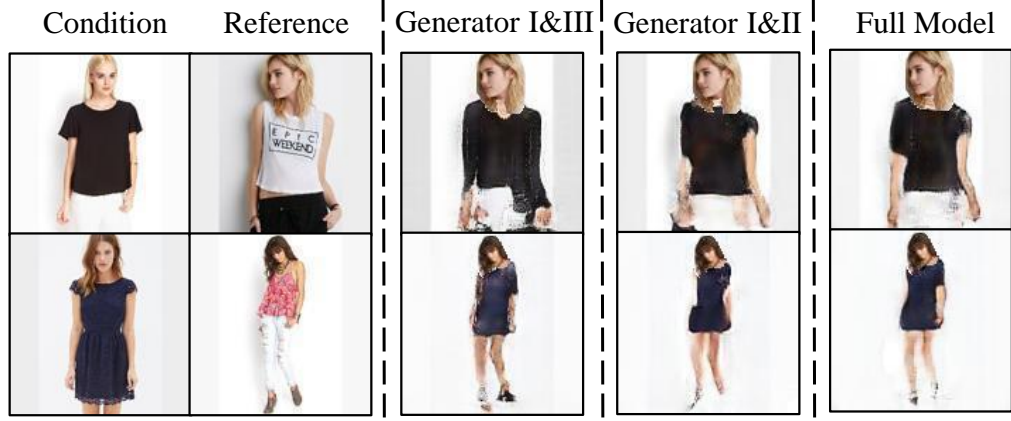 Condition Reference Generator I&III Generator I&II Full Model
EPIC
WEEKEND